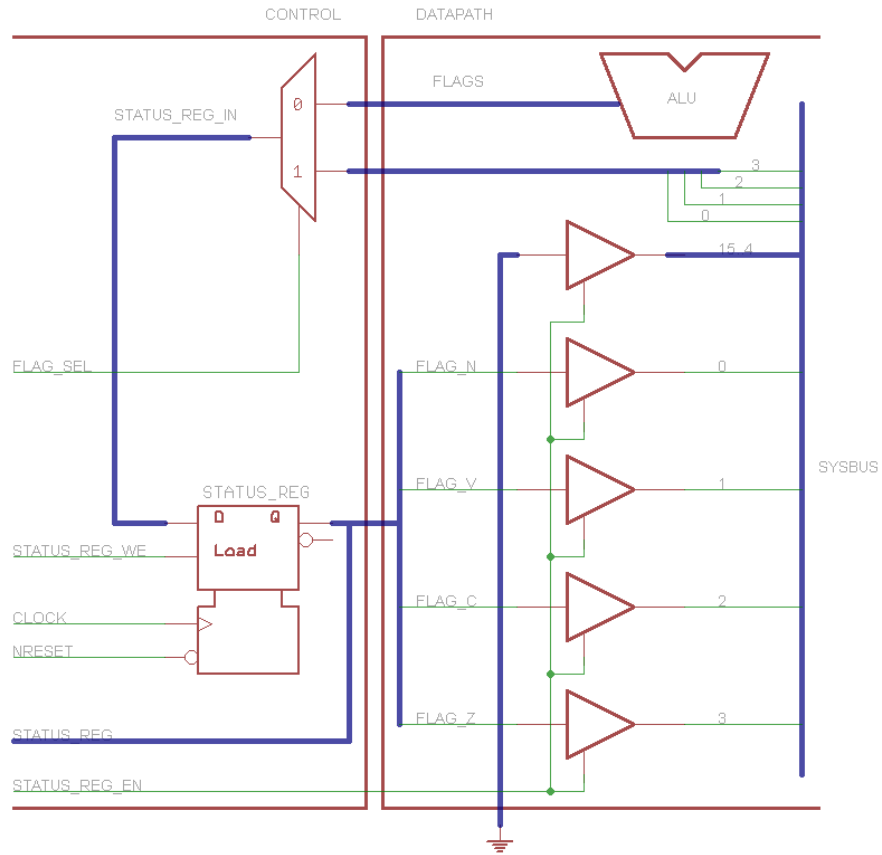 CONTROL
DATAPATH
FLAGS
ALU
STATUS_REG_IN
0
1
3
2
1
0
15..4
FLAG_SEL
FLAG_N
0
SYSBUS
STATUS_REG
FLAG_V
1
D Q
Load
STATUS_REG_WE
FLAG_C
2
CLOCK
NRESET
FLAG_Z
3
STATUS_REG
STATUS_REG_EN